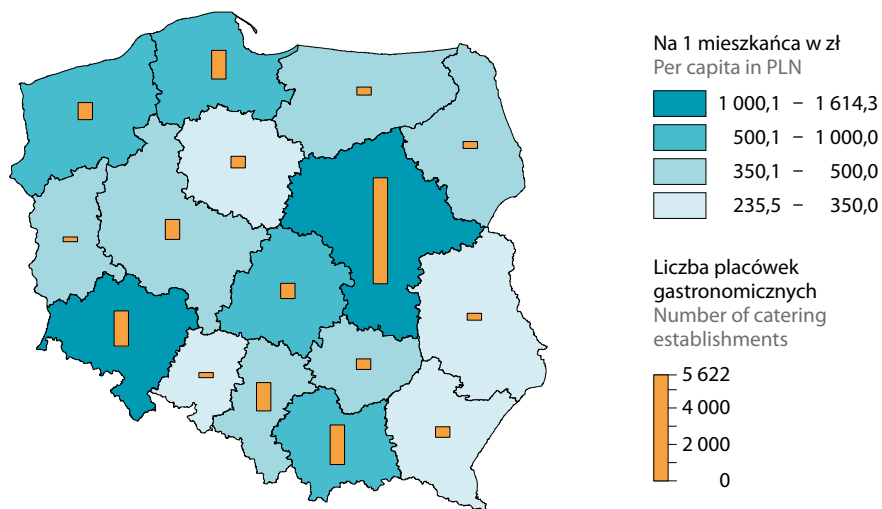 Na 1 mieszkańca w zł
Per capita in PLN
1 000,1 – 1 614,3
500,1 – 1 000,0
350,1 – 500,0
235,5 – 350,0
Liczba placówek
gastronomicznych
Number of catering
establishments
5 622
4 000
2 000
0